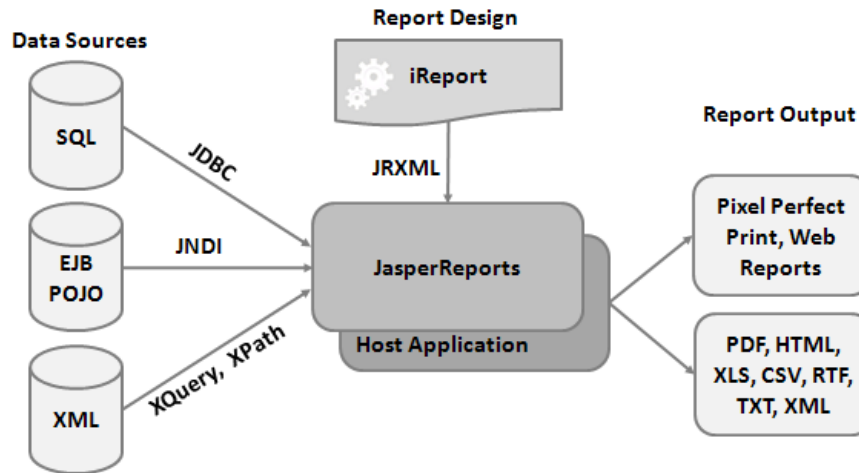 Report Design
Data Sources
iReport
SQL
JDBC
JRXML
Report Output
EJB
POJO
JNDI
JasperReports
Pixel Perfect
Print, Web
Reports
Host Application
XML
XQuery, XPath
PDF, HTML,
XLS, CSV, RTF,
TXT, XML